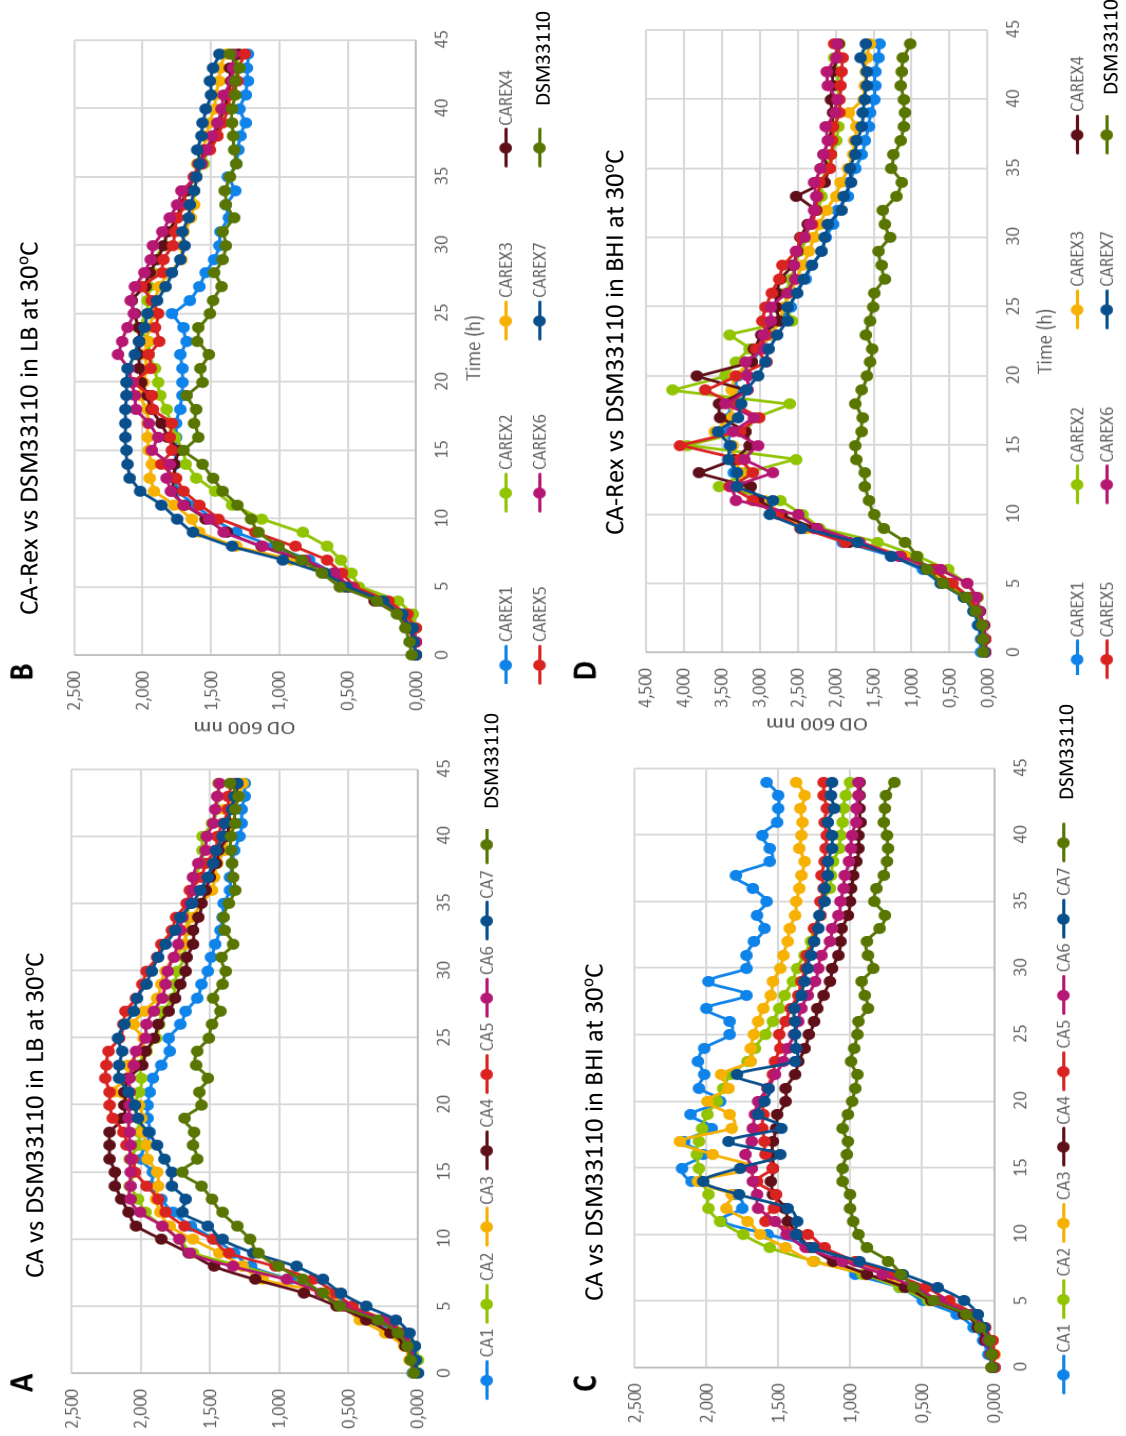 A
CA vs DSM33110 in LB at 30ºC
2,500
2,000
1,500
1,000
0,500
0,000
0 5 10 15 20 25 30 35 40 45
CA1 CA2 CA3 CA4 CA5 CA6 CA7 DSM33110
B
CA-Rex vs DSM33110 in LB at 30ºC
OD 600 nm
2,500
2,000
1,500
1,000
0,500
0,000
0 5 10 15 20 25 30 35 40 45
Time (h)
CAREX1 CAREX2 CAREX3 CAREX4
CAREX5 CAREX6 CAREX7 DSM33110
C
CA vs DSM33110 in BHI at 30ºC
2,500
2,000
1,500
1,000
0,500
0,000
0 5 10 15 20 25 30 35 40 45
CA1 CA2 CA3 CA4 CA5 CA6 CA7 DSM33110
D
CA-Rex vs DSM33110 in BHI at 30ºC
OD 600 nm
4,500
4,000
3,500
3,000
2,500
2,000
1,500
1,000
0,500
0,000
0 5 10 15 20 25 30 35 40 45
Time (h)
CAREX1 CAREX2 CAREX3 CAREX4
CAREX5 CAREX6 CAREX7 DSM33110